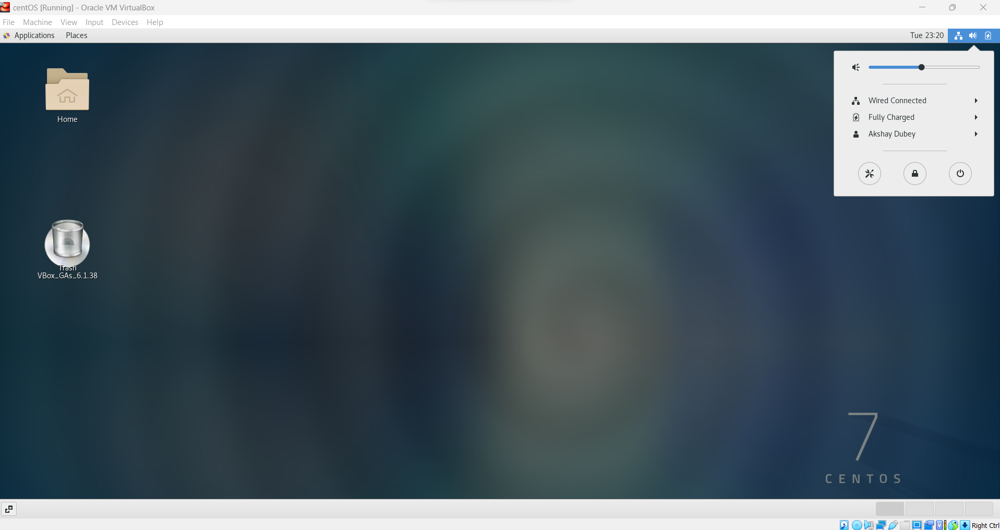 centOS [Running] - Oracle VM VirtualBox
File Machine View Input Devices Help
Applications Places Tue 23:20
Wired Connected
Fully Charged
Akshay Dubey
Home
Trash
VBox_GAs_6.1.38
7
CENTOS
Right Ctrl